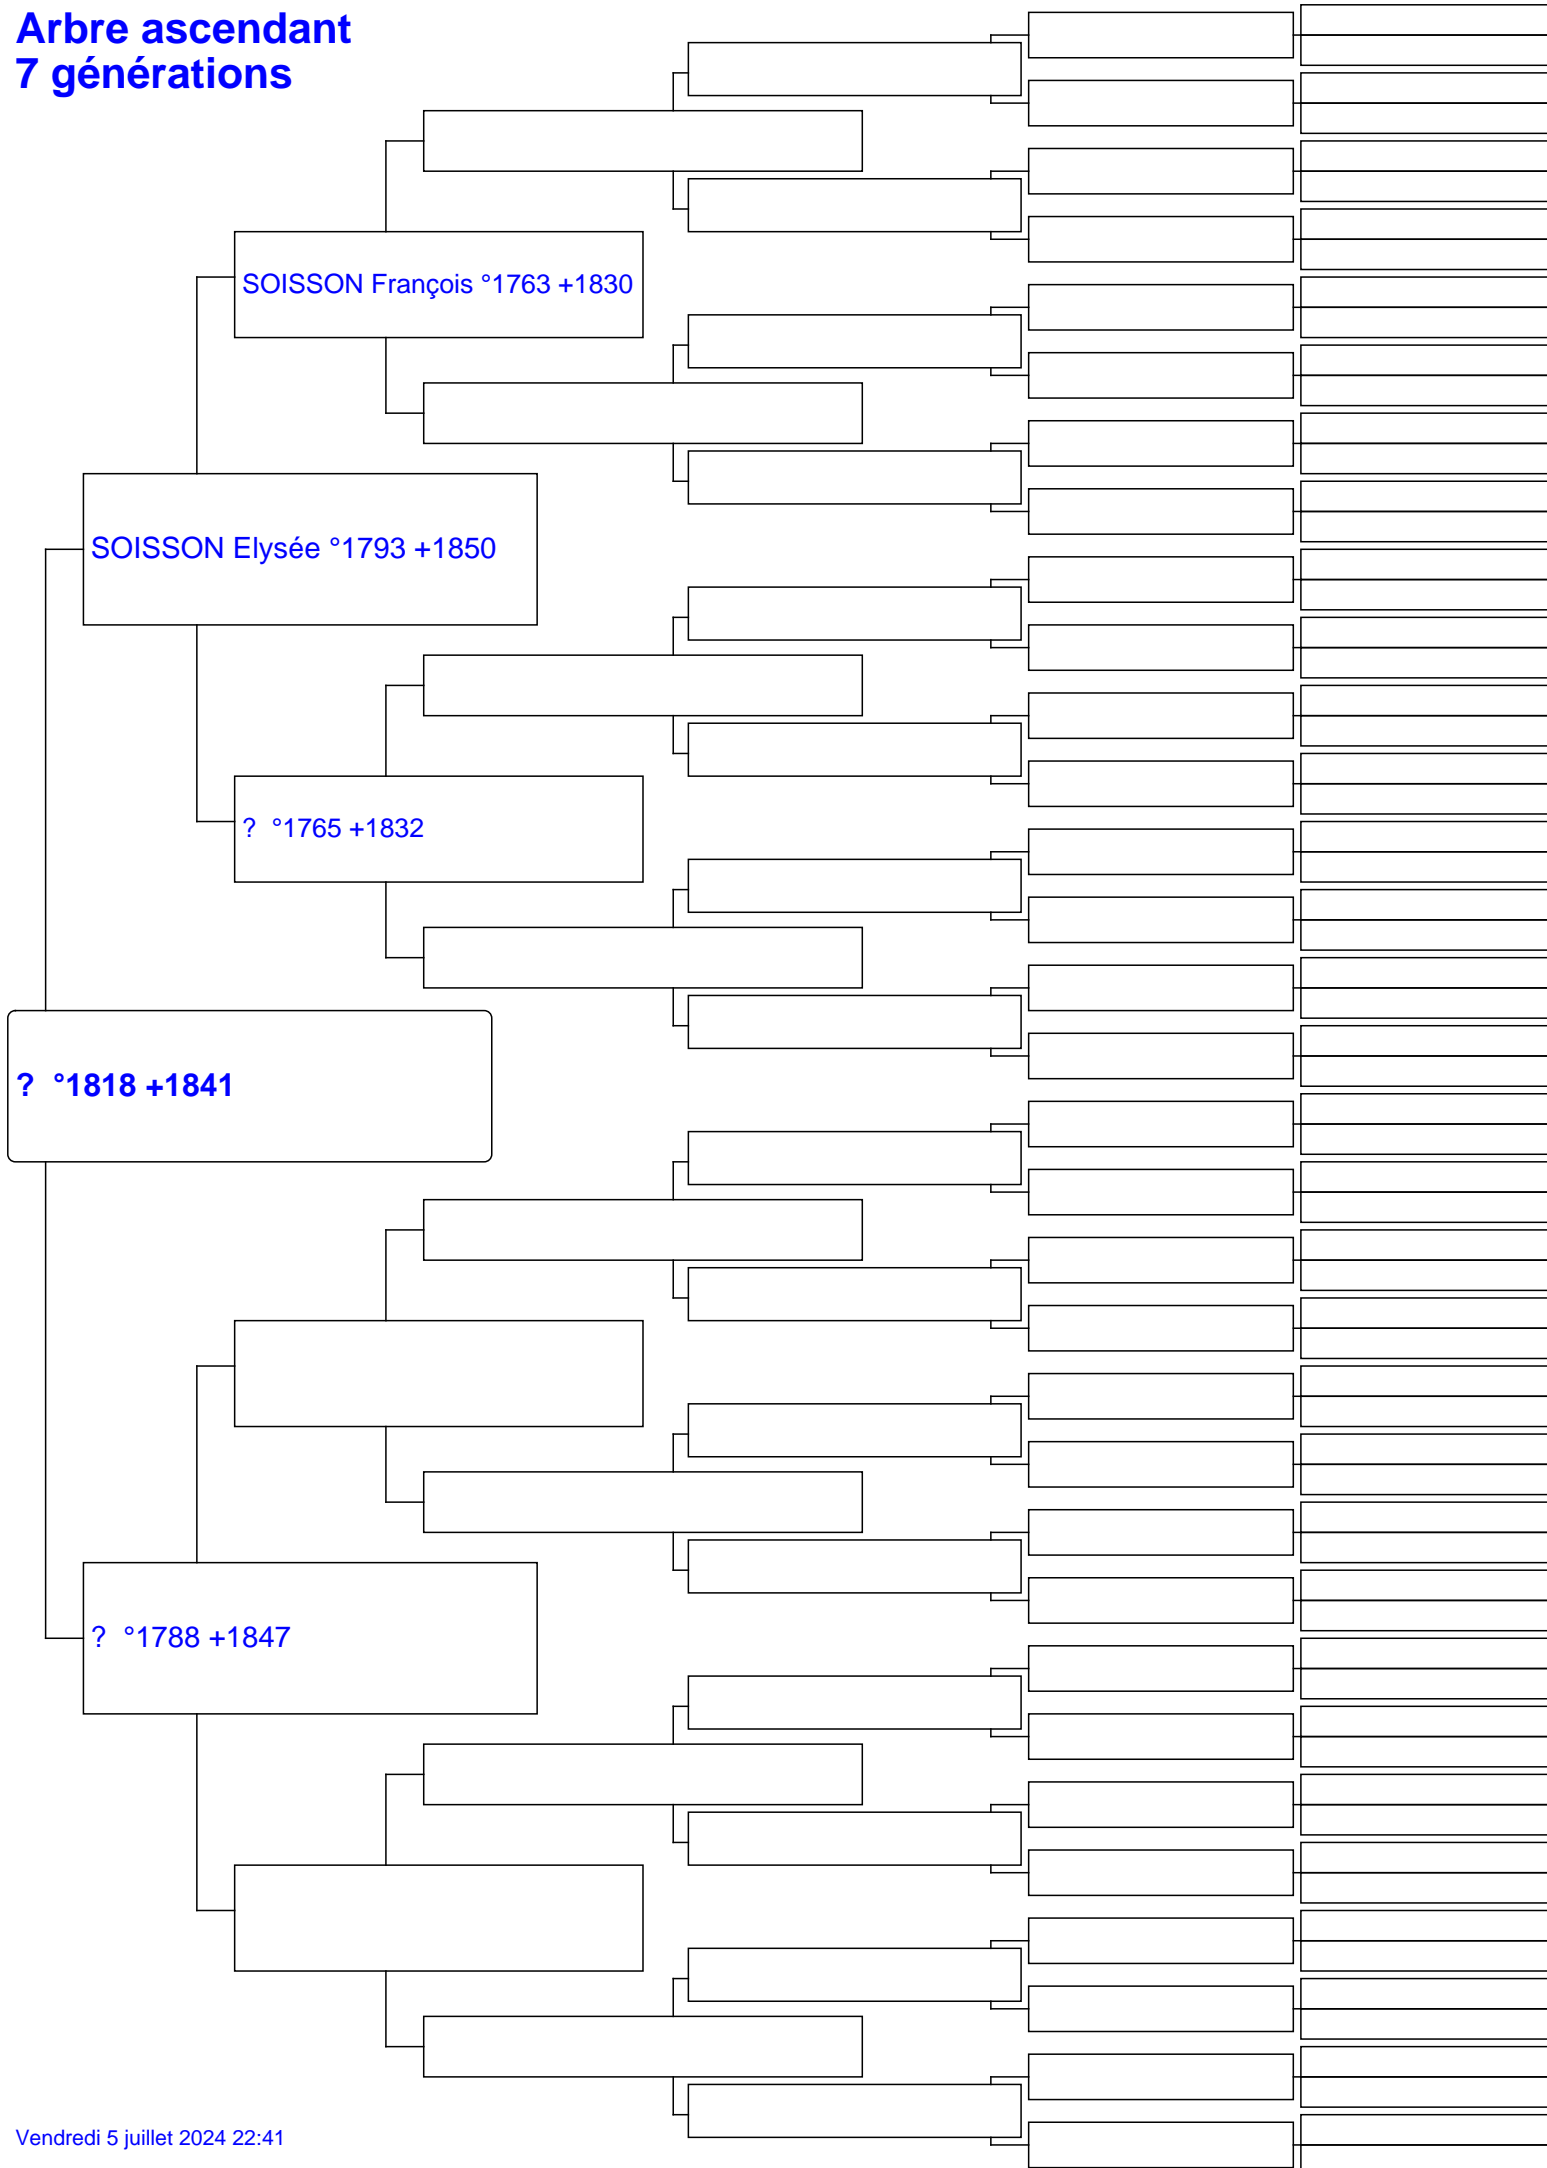 Arbre ascendant
7 générations
SOISSON François °1763 +1830
SOISSON Elysée °1793 +1850
?  °1765 +1832
?  °1818 +1841
?  °1788 +1847
Vendredi 5 juillet 2024 22:41